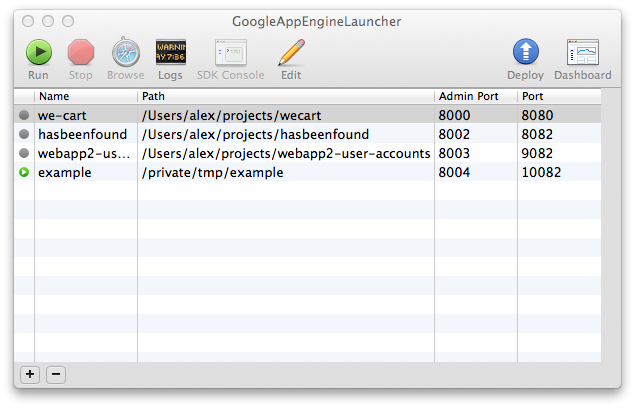 GoogleAppEngineLauncher
Run Stop Browse Logs SDK Console Edit Deploy Dashboard
Name Path Admin Port Port
we-cart /Users/alex/projects/wecart 8000 8080
hasbeenfound /Users/alex/projects/hasbeenfound 8002 8082
webapp2-us... /Users/alex/projects/webapp2-user-accounts 8003 9082
example /private/tmp/example 8004 10082